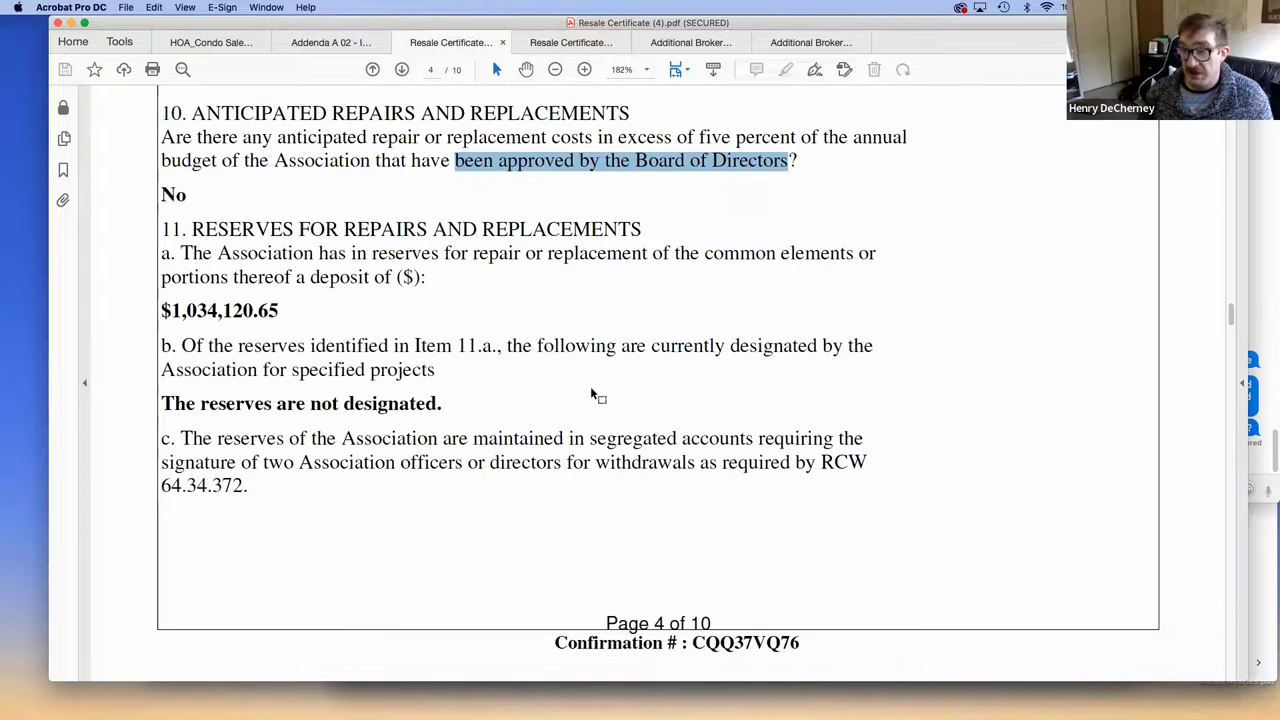 Acrobat Pro DC File Edit View E-Sign Window Help
Resale Certificate (4).pdf (SECURED)
Home Tools HOA_Condo Sale... Addenda A 02 - I... Resale Certificate... × Resale Certificate... Additional Broker... Additional Broker...
4 / 10 182%
Henry DeCherney
10. ANTICIPATED REPAIRS AND REPLACEMENTS
Are there any anticipated repair or replacement costs in excess of five percent of the annual
budget of the Association that have been approved by the Board of Directors?
No
11. RESERVES FOR REPAIRS AND REPLACEMENTS
a. The Association has in reserves for repair or replacement of the common elements or
portions thereof a deposit of ($):
$1,034,120.65
b. Of the reserves identified in Item 11.a., the following are currently designated by the
Association for specified projects
The reserves are not designated.
c. The reserves of the Association are maintained in segregated accounts requiring the
signature of two Association officers or directors for withdrawals as required by RCW
64.34.372.
Page 4 of 10
Confirmation # : CQQ37VQ76